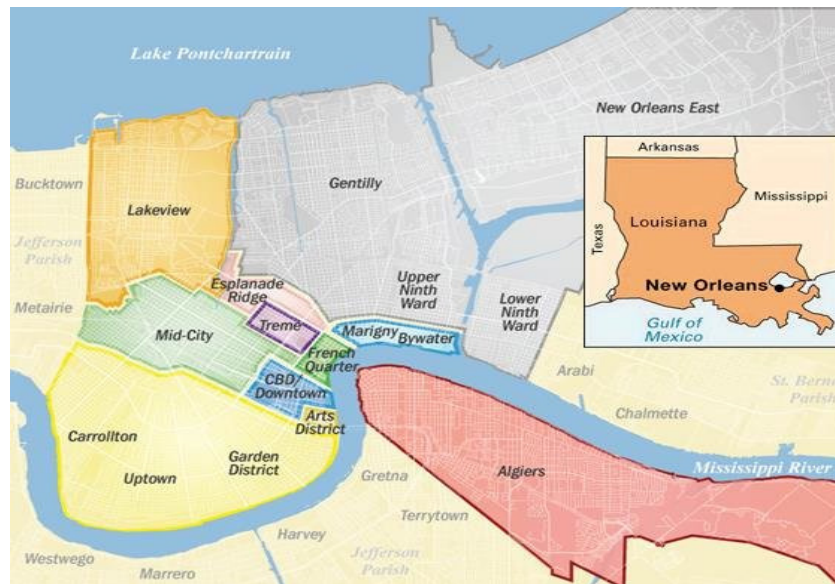 Lake Pontchartrain
New Orleans East
Bucktown
Lakeview
Gentilly
Jefferson
Parish
Metairie
Esplanade
Ridge
Upper
Ninth
Ward
Lower
Ninth
Ward
Treme
Mid-City
Marigny
Bywater
French
Quarter
CBD/
Downtown
Arts
District
Carrollton
Uptown
Garden
District
Algiers
Arabi
Chalmette
St. Bern
Parish
Mississippi River
Gretna
Terrytown
Harvey
Jefferson
Parish
Westwego
Marrero
Arkansas
Mississippi
Texas
Louisiana
New Orleans
Gulf of
Mexico